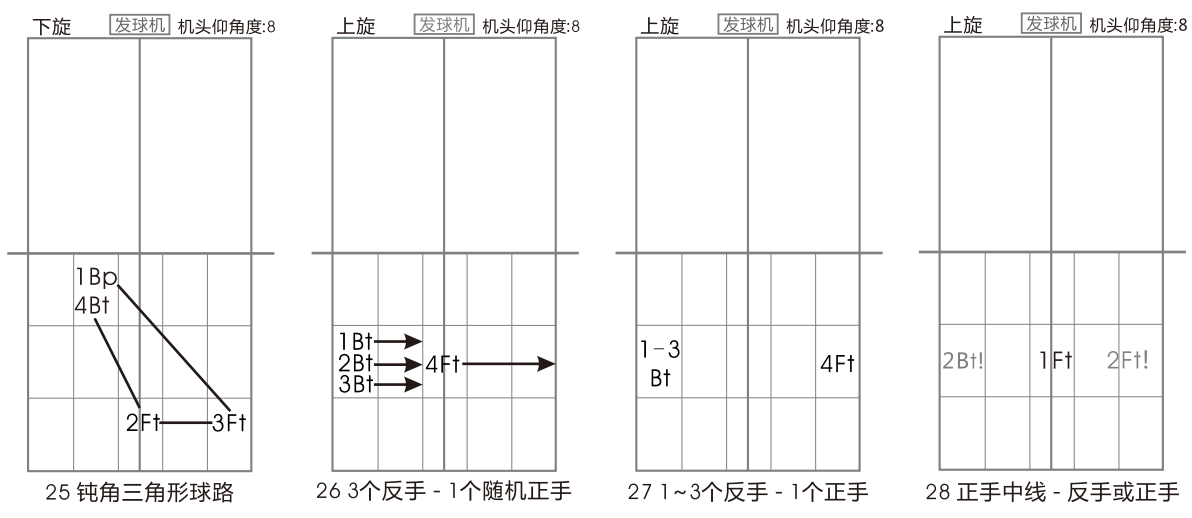 下旋 发球机 机头仰角度:8
1Bp
4Bt
2Ft 3Ft
25 钝角三角形球路
上旋 发球机 机头仰角度:8
1Bt
2Bt 4Ft
3Bt
26 3个反手 - 1个随机正手
上旋 发球机 机头仰角度:8
1-3
Bt
4Ft
27 1~3个反手 - 1个正手
上旋 发球机 机头仰角度:8
2Bt! 1Ft 2Ft!
28 正手中线 - 反手或正手